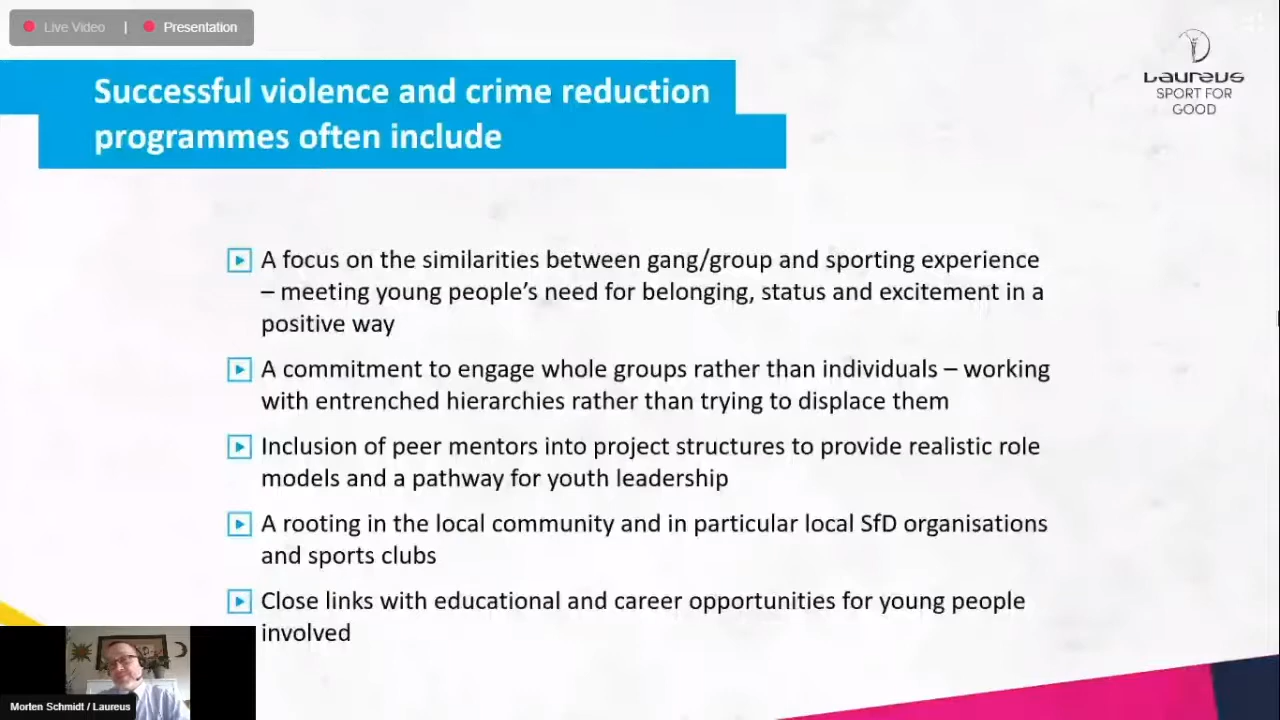 Live Video | Presentation
Laureus
SPORT FOR
GOOD
Successful violence and crime reduction
programmes often include
A focus on the similarities between gang/group and sporting experience
– meeting young people’s need for belonging, status and excitement in a
positive way
A commitment to engage whole groups rather than individuals – working
with entrenched hierarchies rather than trying to displace them
Inclusion of peer mentors into project structures to provide realistic role
models and a pathway for youth leadership
A rooting in the local community and in particular local SfD organisations
and sports clubs
Close links with educational and career opportunities for young people
involved
Morten Schmidt / Laureus